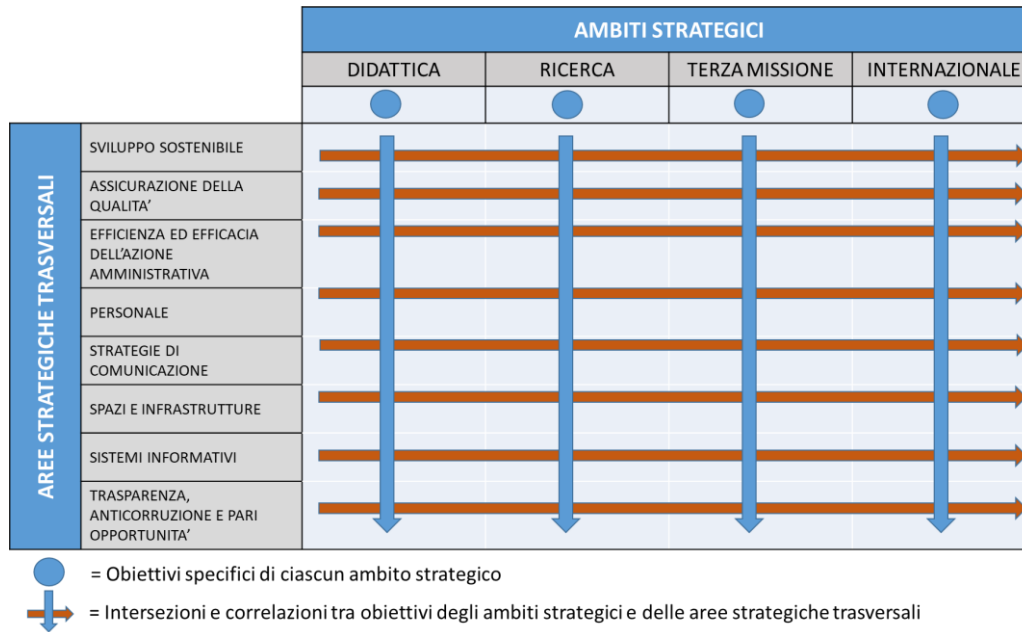 AMBITI STRATEGICI
DIDATTICA
RICERCA
TERZA MISSIONE
INTERNAZIONALE
AREE STRATEGICHE TRASVERSALI
SVILUPPO SOSTENIBILE
ASSICURAZIONE DELLA
QUALITA'
EFFICIENZA ED EFFICACIA
DELL'AZIONE
AMMINISTRATIVA
PERSONALE
STRATEGIE DI
COMUNICAZIONE
SPAZI E INFRASTRUTTURE
SISTEMI INFORMATIVI
TRASPARENZA,
ANTICORRUZIONE E PARI
OPPORTUNITA'
= Obiettivi specifici di ciascun ambito strategico
= Intersezioni e correlazioni tra obiettivi degli ambiti strategici e delle aree strategiche trasversali